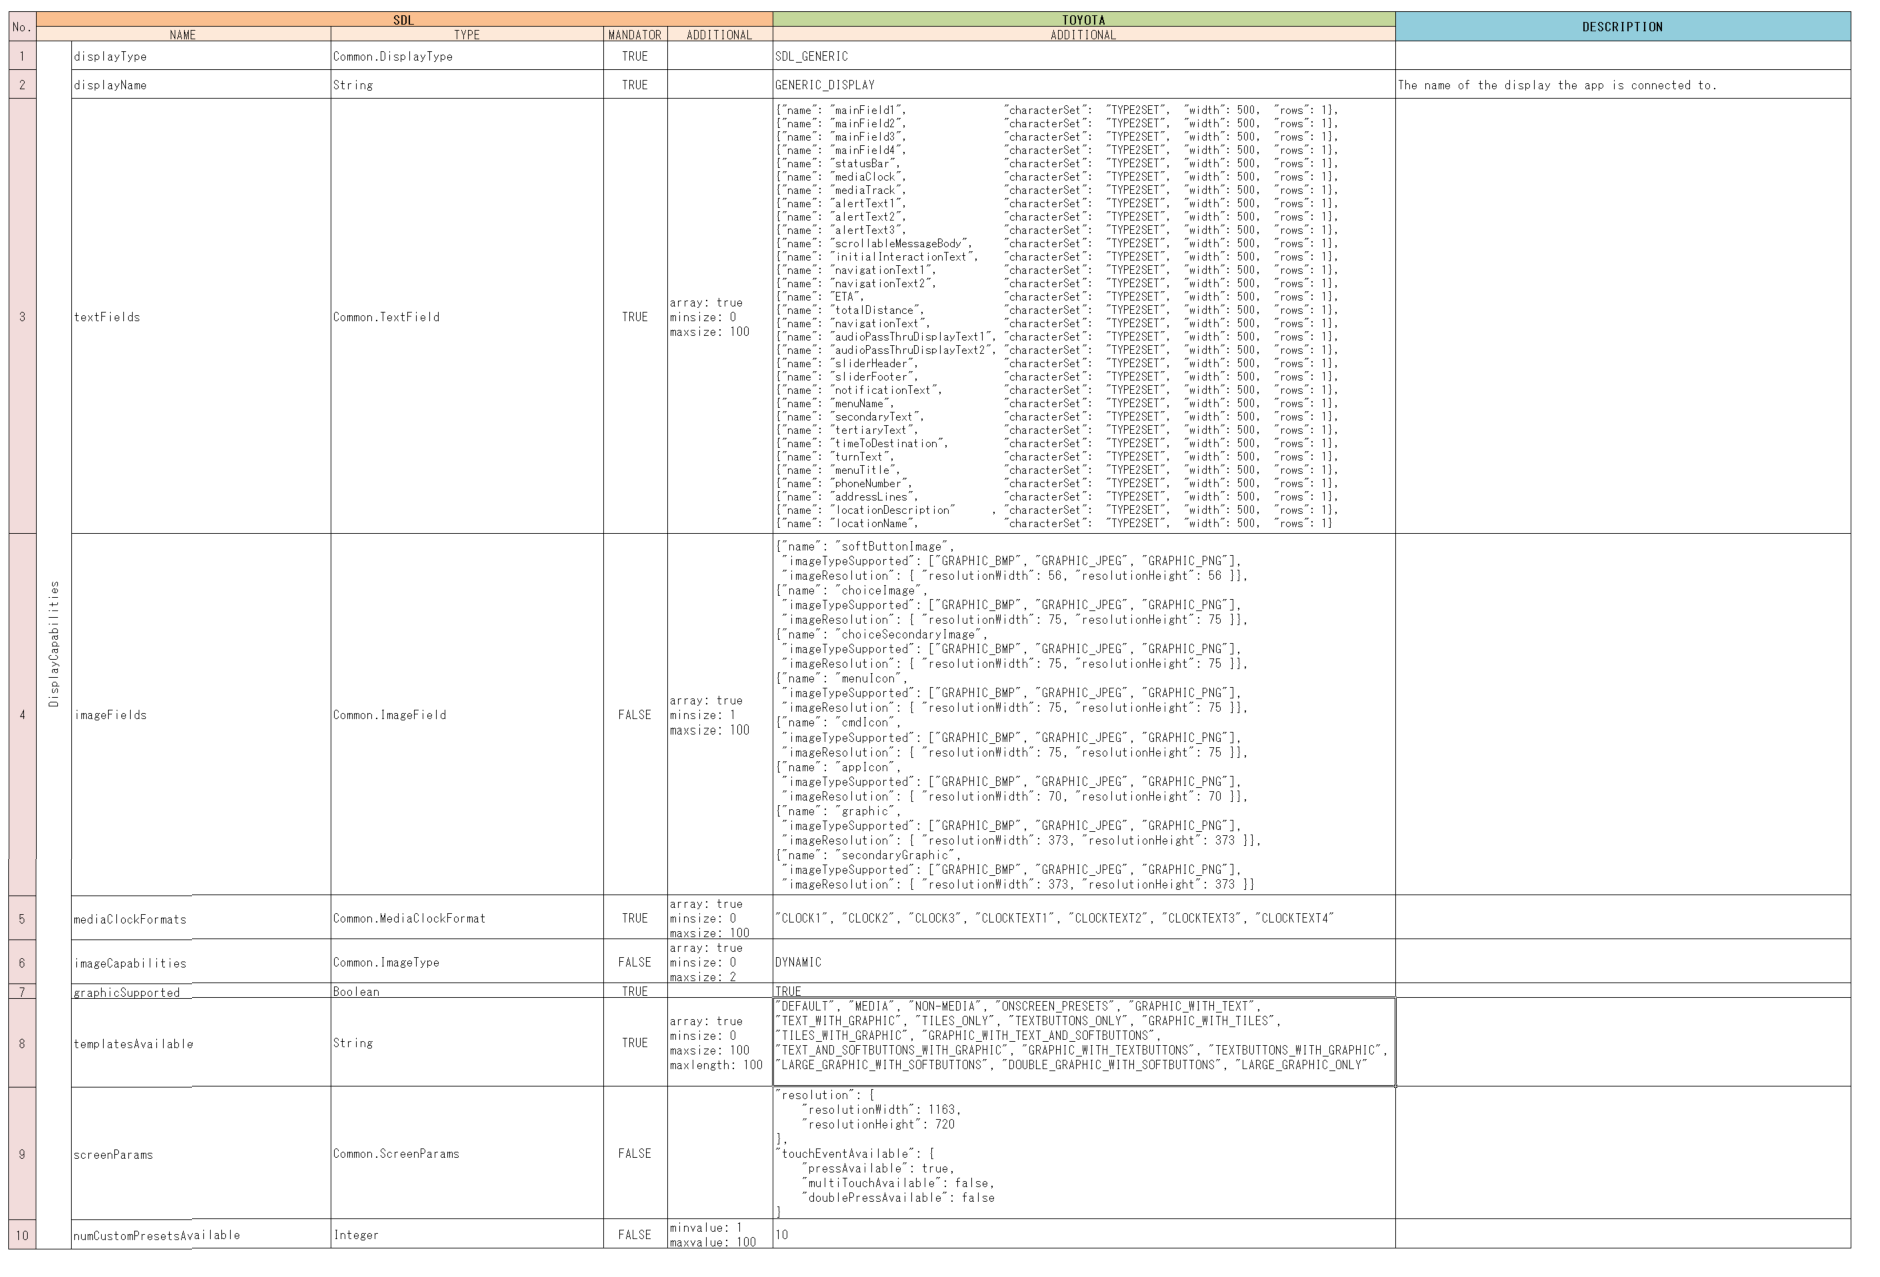 No. SDL TOYOTA DESCRIPTION
NAME TYPE MANDATOR ADDITIONAL ADDITIONAL
DisplayCapabilities
1 displayType Common.DisplayType TRUE SDL_GENERIC
2 displayName String TRUE GENERIC_DISPLAY The name of the display the app is connected to.
3 textFields Common.TextField TRUE
array: true
minsize: 0
maxsize: 100
["name": "mainField1", "characterSet": "TYPE2SET", "width": 500, "rows": 1],
["name": "mainField2", "characterSet": "TYPE2SET", "width": 500, "rows": 1],
["name": "mainField3", "characterSet": "TYPE2SET", "width": 500, "rows": 1],
["name": "mainField4", "characterSet": "TYPE2SET", "width": 500, "rows": 1],
["name": "statusBar", "characterSet": "TYPE2SET", "width": 500, "rows": 1],
["name": "mediaClock", "characterSet": "TYPE2SET", "width": 500, "rows": 1],
["name": "mediaTrack", "characterSet": "TYPE2SET", "width": 500, "rows": 1],
["name": "alertText1", "characterSet": "TYPE2SET", "width": 500, "rows": 1],
["name": "alertText2", "characterSet": "TYPE2SET", "width": 500, "rows": 1],
["name": "alertText3", "characterSet": "TYPE2SET", "width": 500, "rows": 1],
["name": "scrollableMessageBody", "characterSet": "TYPE2SET", "width": 500, "rows": 1],
["name": "initialInteractionText", "characterSet": "TYPE2SET", "width": 500, "rows": 1],
["name": "navigationText1", "characterSet": "TYPE2SET", "width": 500, "rows": 1],
["name": "navigationText2", "characterSet": "TYPE2SET", "width": 500, "rows": 1],
["name": "ETA", "characterSet": "TYPE2SET", "width": 500, "rows": 1],
["name": "totalDistance", "characterSet": "TYPE2SET", "width": 500, "rows": 1],
["name": "navigationText", "characterSet": "TYPE2SET", "width": 500, "rows": 1],
["name": "audioPassThruDisplayText1", "characterSet": "TYPE2SET", "width": 500, "rows": 1],
["name": "audioPassThruDisplayText2", "characterSet": "TYPE2SET", "width": 500, "rows": 1],
["name": "sliderHeader", "characterSet": "TYPE2SET", "width": 500, "rows": 1],
["name": "sliderFooter", "characterSet": "TYPE2SET", "width": 500, "rows": 1],
["name": "notificationText", "characterSet": "TYPE2SET", "width": 500, "rows": 1],
["name": "menuName", "characterSet": "TYPE2SET", "width": 500, "rows": 1],
["name": "secondaryText", "characterSet": "TYPE2SET", "width": 500, "rows": 1],
["name": "tertiaryText", "characterSet": "TYPE2SET", "width": 500, "rows": 1],
["name": "timeToDestination", "characterSet": "TYPE2SET", "width": 500, "rows": 1],
["name": "turnText", "characterSet": "TYPE2SET", "width": 500, "rows": 1],
["name": "menuTitle", "characterSet": "TYPE2SET", "width": 500, "rows": 1],
["name": "phoneNumber", "characterSet": "TYPE2SET", "width": 500, "rows": 1],
["name": "addressLines", "characterSet": "TYPE2SET", "width": 500, "rows": 1],
["name": "locationDescription" , "characterSet": "TYPE2SET", "width": 500, "rows": 1],
["name": "locationName", "characterSet": "TYPE2SET", "width": 500, "rows": 1]
4 imageFields Common.ImageField FALSE
array: true
minsize: 1
maxsize: 100
["name": "softButtonImage",
"imageTypeSupported": ["GRAPHIC_BMP", "GRAPHIC_JPEG", "GRAPHIC_PNG"],
"imageResolution": [ "resolutionWidth": 56, "resolutionHeight": 56 ]],
["name": "choiceImage",
"imageTypeSupported": ["GRAPHIC_BMP", "GRAPHIC_JPEG", "GRAPHIC_PNG"],
"imageResolution": [ "resolutionWidth": 75, "resolutionHeight": 75 ]],
["name": "choiceSecondaryImage",
"imageTypeSupported": ["GRAPHIC_BMP", "GRAPHIC_JPEG", "GRAPHIC_PNG"],
"imageResolution": [ "resolutionWidth": 75, "resolutionHeight": 75 ]],
["name": "menuIcon",
"imageTypeSupported": ["GRAPHIC_BMP", "GRAPHIC_JPEG", "GRAPHIC_PNG"],
"imageResolution": [ "resolutionWidth": 75, "resolutionHeight": 75 ]],
["name": "cmdIcon",
"imageTypeSupported": ["GRAPHIC_BMP", "GRAPHIC_JPEG", "GRAPHIC_PNG"],
"imageResolution": [ "resolutionWidth": 75, "resolutionHeight": 75 ]],
["name": "appIcon",
"imageTypeSupported": ["GRAPHIC_BMP", "GRAPHIC_JPEG", "GRAPHIC_PNG"],
"imageResolution": [ "resolutionWidth": 70, "resolutionHeight": 70 ]],
["name": "graphic",
"imageTypeSupported": ["GRAPHIC_BMP", "GRAPHIC_JPEG", "GRAPHIC_PNG"],
"imageResolution": [ "resolutionWidth": 373, "resolutionHeight": 373 ]],
["name": "secondaryGraphic",
"imageTypeSupported": ["GRAPHIC_BMP", "GRAPHIC_JPEG", "GRAPHIC_PNG"],
"imageResolution": [ "resolutionWidth": 373, "resolutionHeight": 373 ]]
5 mediaClockFormats Common.MediaClockFormat TRUE
array: true
minsize: 0
maxsize: 100
"CLOCK1", "CLOCK2", "CLOCK3", "CLOCKTEXT1", "CLOCKTEXT2", "CLOCKTEXT3", "CLOCKTEXT4"
6 imageCapabilities Common.ImageType FALSE
array: true
minsize: 0
maxsize: 2
DYNAMIC
7 graphicSupported Boolean TRUE TRUE
8 templatesAvailable String TRUE
array: true
minsize: 0
maxsize: 100
maxlength: 100
"DEFAULT", "MEDIA", "NON-MEDIA", "ONSCREEN_PRESETS", "GRAPHIC_WITH_TEXT",
"TEXT_WITH_GRAPHIC", "TILES_ONLY", "TEXTBUTTONS_ONLY", "GRAPHIC_WITH_TILES",
"TILES_WITH_GRAPHIC", "GRAPHIC_WITH_TEXT_AND_SOFTBUTTONS",
"TEXT_AND_SOFTBUTTONS_WITH_GRAPHIC", "GRAPHIC_WITH_TEXTBUTTONS", "TEXTBUTTONS_WITH_GRAPHIC",
"LARGE_GRAPHIC_WITH_SOFTBUTTONS", "DOUBLE_GRAPHIC_WITH_SOFTBUTTONS", "LARGE_GRAPHIC_ONLY"
9 screenParams Common.ScreenParams FALSE
"resolution": [
"resolutionWidth": 1163,
"resolutionHeight": 720
],
"touchEventAvailable": [
"pressAvailable": true,
"multiTouchAvailable": false,
"doublePressAvailable": false
]
10 numCustomPresetsAvailable Integer FALSE
minvalue: 1
maxvalue: 100
10